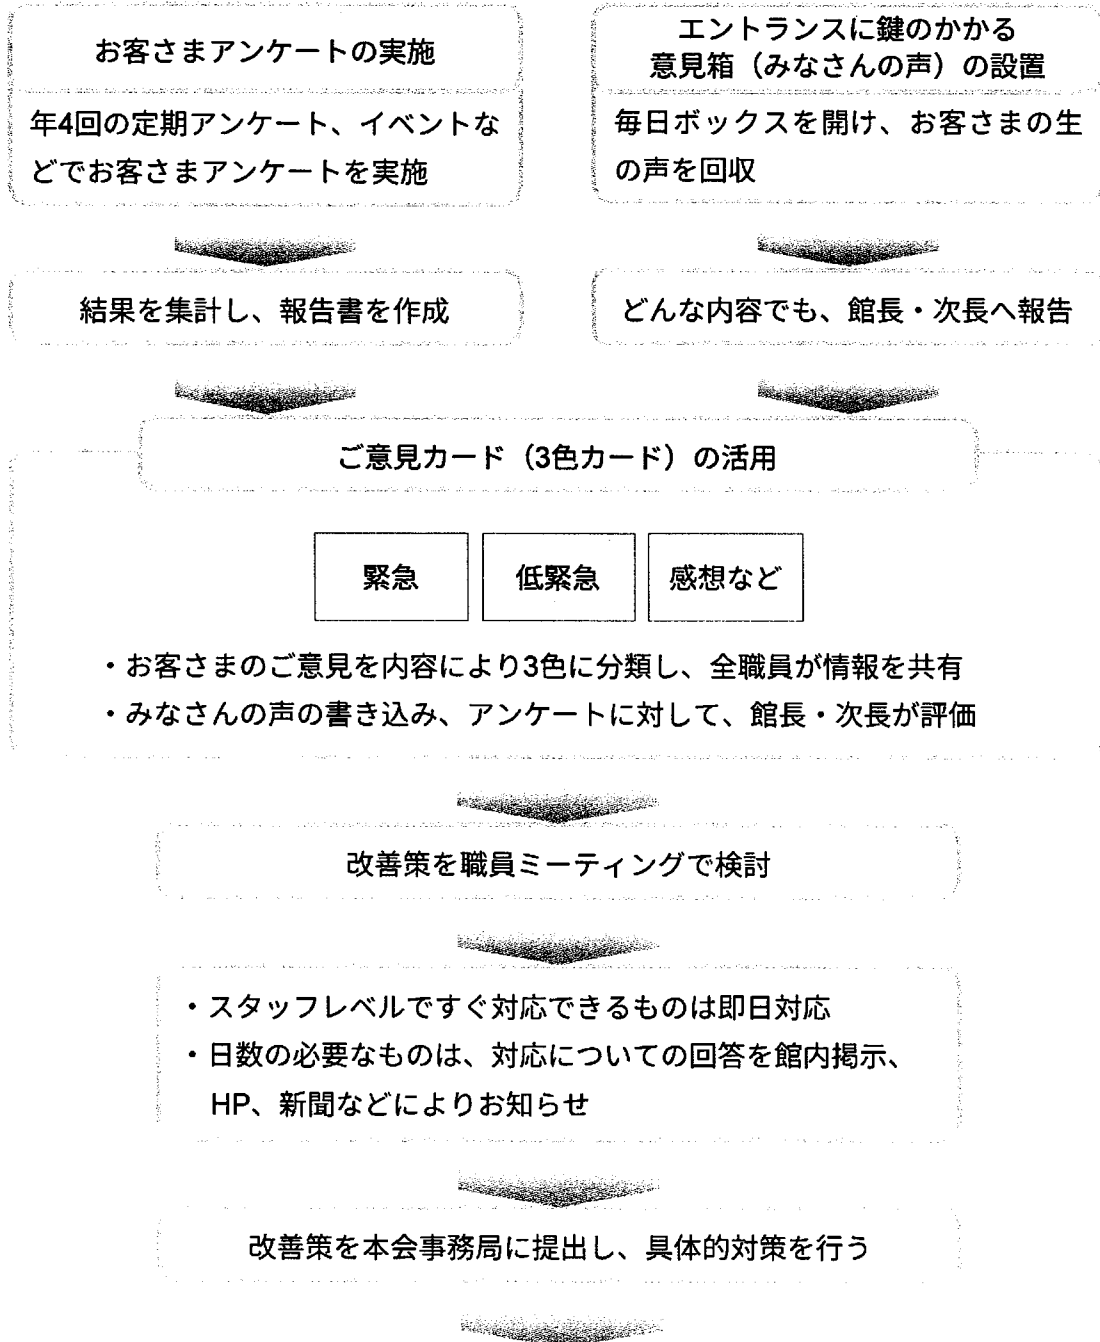 お客さまアンケートの実施
年4回の定期アンケート、イベントな
どでお客さまアンケートを実施
エントランスに鍵のかかる
意見箱（みなさんの声）の設置
毎日ボックスを開け、お客さまの生
の声を回収
結果を集計し、報告書を作成
どんな内容でも、館長・次長へ報告
ご意見カード（3色カード）の活用
緊急
低緊急
感想など
・お客さまのご意見を内容により3色に分類し、全職員が情報を共有
・みなさんの声の書き込み、アンケートに対して、館長・次長が評価
改善策を職員ミーティングで検討
・スタッフレベルですぐ対応できるものは即日対応
・日数の必要なものは、対応についての回答を館内掲示、
HP、新聞などによりお知らせ
改善策を本会事務局に提出し、具体的対策を行う